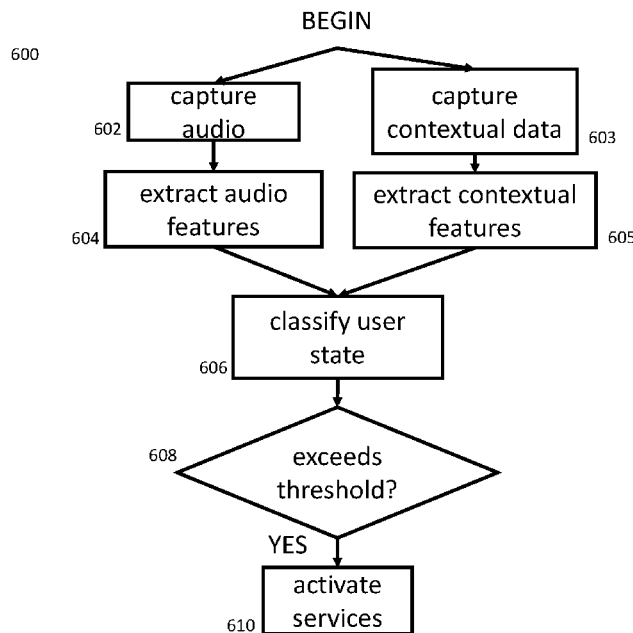 BEGIN
600
capture
audio
602
capture
contextual data
603
extract audio
features
604
extract contextual
features
605
classify user
state
606
608
exceeds
threshold?
YES
activate
services
610